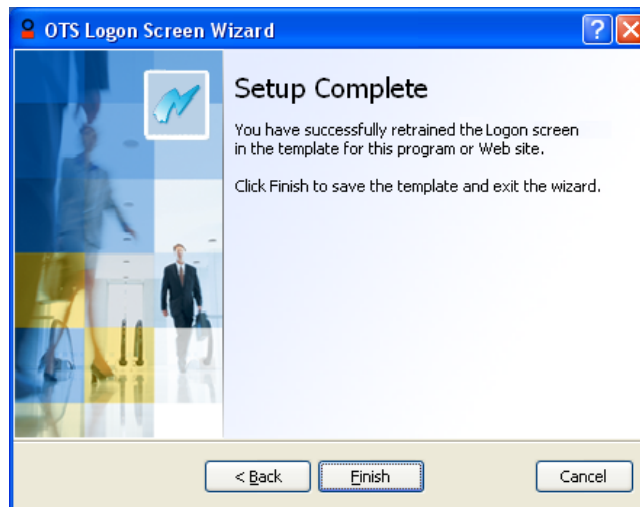 OTS Logon Screen Wizard
Setup Complete
You have successfully retrained the Logon screen
in the template for this program or Web site.
Click Finish to save the template and exit the wizard.
< Back
Finish
Cancel